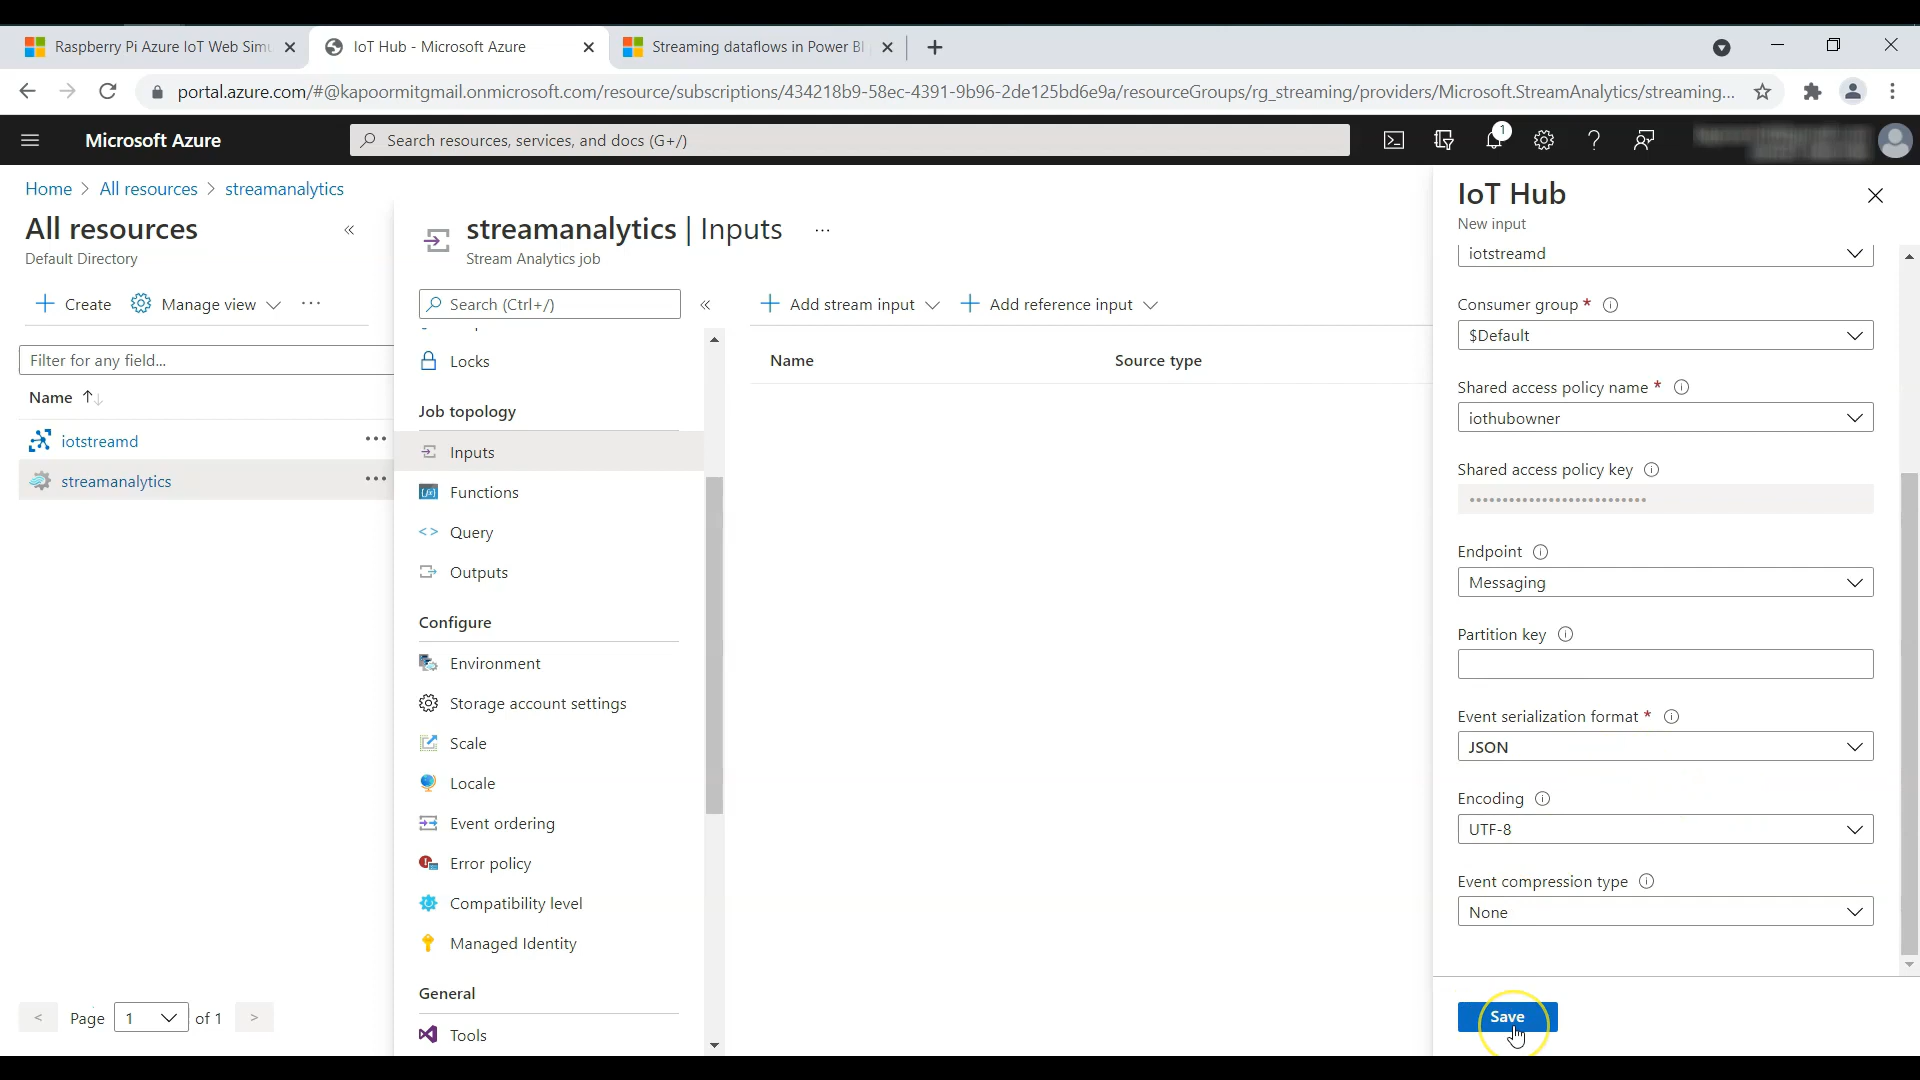 Raspberry Pi Azure IoT Web Simu
IoT Hub - Microsoft Azure
Streaming dataflows in Power BI
portal.azure.com/#@kapoormitgmail.onmicrosoft.com/resource/subscriptions/434218b9-58ec-4391-9b96-2de125bd6e9a/resourceGroups/rg_streaming/providers/Microsoft.StreamAnalytics/streaming...
Microsoft Azure
Search resources, services, and docs (G+/)
1
Home > All resources > streamanalytics
All resources
Default Directory
Create
Manage view
Filter for any field...
Name
iotstreamd
streamanalytics
Page 1 of 1
streamanalytics | Inputs
Stream Analytics job
Search (Ctrl+/)
Locks
Job topology
Inputs
Functions
Query
Outputs
Configure
Environment
Storage account settings
Scale
Locale
Event ordering
Error policy
Compatibility level
Managed Identity
General
Tools
Add stream input
Add reference input
Name
Source type
IoT Hub
New input
iotstreamd
Consumer group *
$Default
Shared access policy name *
iothubowner
Shared access policy key
Endpoint
Messaging
Partition key
Event serialization format *
JSON
Encoding
UTF-8
Event compression type
None
Save